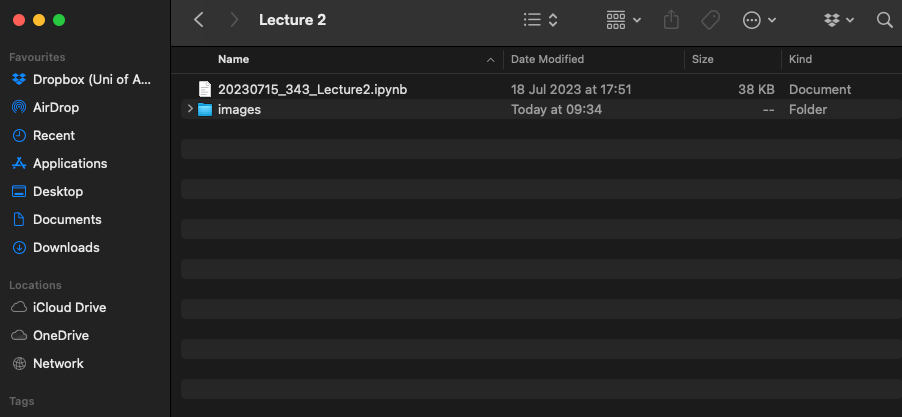 Lecture 2
Favourites
Dropbox (Uni of A...
AirDrop
Recent
Applications
Desktop
Documents
Downloads
Locations
iCloud Drive
OneDrive
Network
Tags
Name Date Modified Size Kind
20230715_343_Lecture2.ipynb 18 Jul 2023 at 17:51 38 KB Document
images Today at 09:34 -- Folder